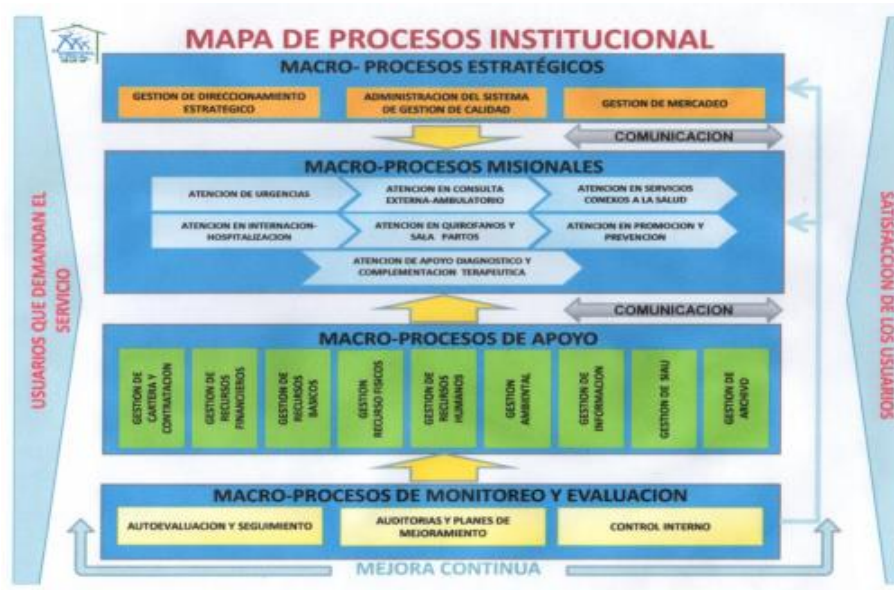 MAPA DE PROCESOS INSTITUCIONAL
MACRO- PROCESOS ESTRATÉGICOS
GESTION DE DIRECCIONAMIENTO
ESTRATEGICO
ADMINISTRACION DEL SISTEMA
DE GESTION DE CALIDAD
GESTION DE MERCADEO
COMUNICACION
MACRO-PROCESOS MISIONALES
ATENCION DE URGENCIAS
ATENCION EN CONSULTA
EXTERNA-AMBULATORIO
ATENCION EN SERVICIOS
CONEXOS A LA SALUD
ATENCION EN INTERNACION-
HOSPITALIZACION
ATENCION EN QUIROFANOS Y
SALA PARTOS
ATENCION EN PROMOCION Y
PREVENCION
ATENCION DE APOYO DIAGNOSTICO Y
COMPLEMENTACION TERAPEUTICA
COMUNICACION
MACRO-PROCESOS DE APOYO
GESTION DE
CARTERA Y
CONTRATACION
GESTION DE
RECURSOS
FINANCIEROS
GESTION DE
RECURSOS
BASICOS
GESTION
RECURSO FISICOS
GESTION DE
RECURSOS
HUMANOS
GESTION
AMBIENTAL
GESTION DE
INFORMACION
GESTION DE SIAU
GESTION DE
ARCHIVO
MACRO-PROCESOS DE MONITOREO Y EVALUACION
AUTOEVALUACION Y SEGUIMIENTO
AUDITORIAS Y PLANES DE
MEJORAMIENTO
CONTROL INTERNO
MEJORA CONTINUA
USUARIOS QUE DEMANDAN EL
SERVICIO
SATISFACCION DE LOS USUARIOS